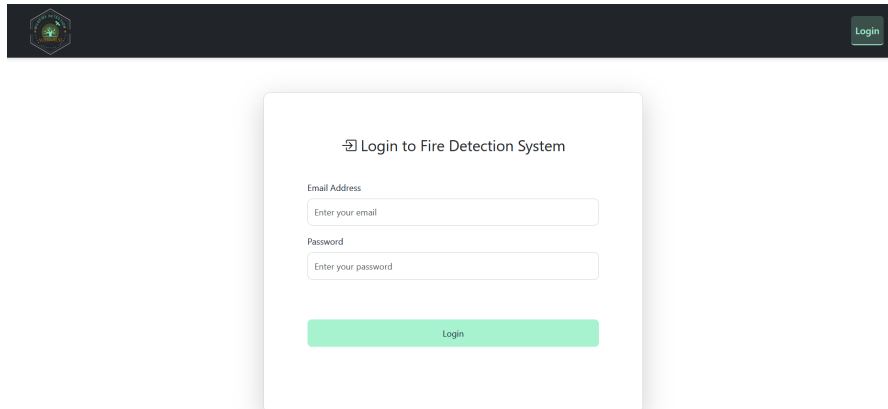 Login
Login to Fire Detection System
Email Address
Enter your email
Password
Enter your password
Login